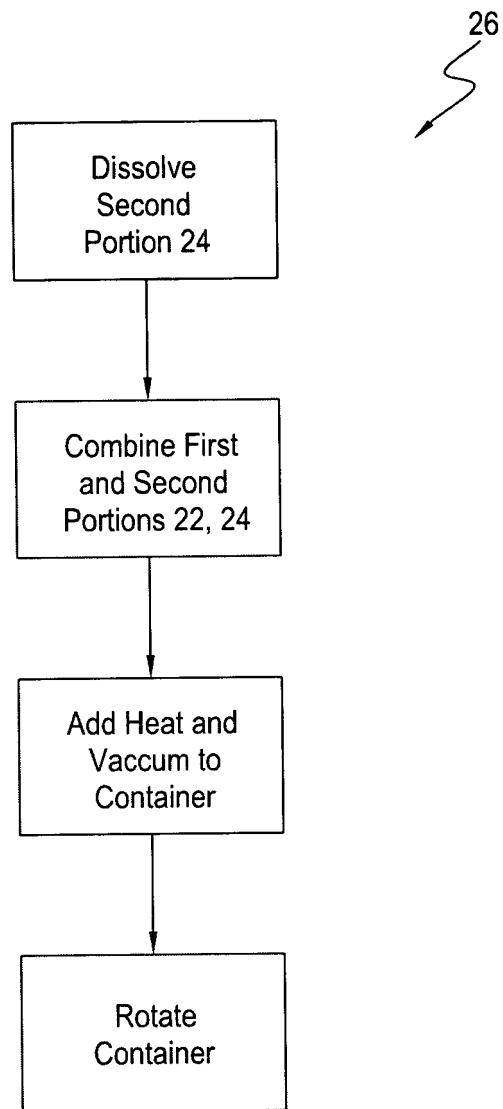 26
Dissolve
Second
Portion 24
Combine First
and Second
Portions 22, 24
Add Heat and
Vaccum to
Container
Rotate
Container